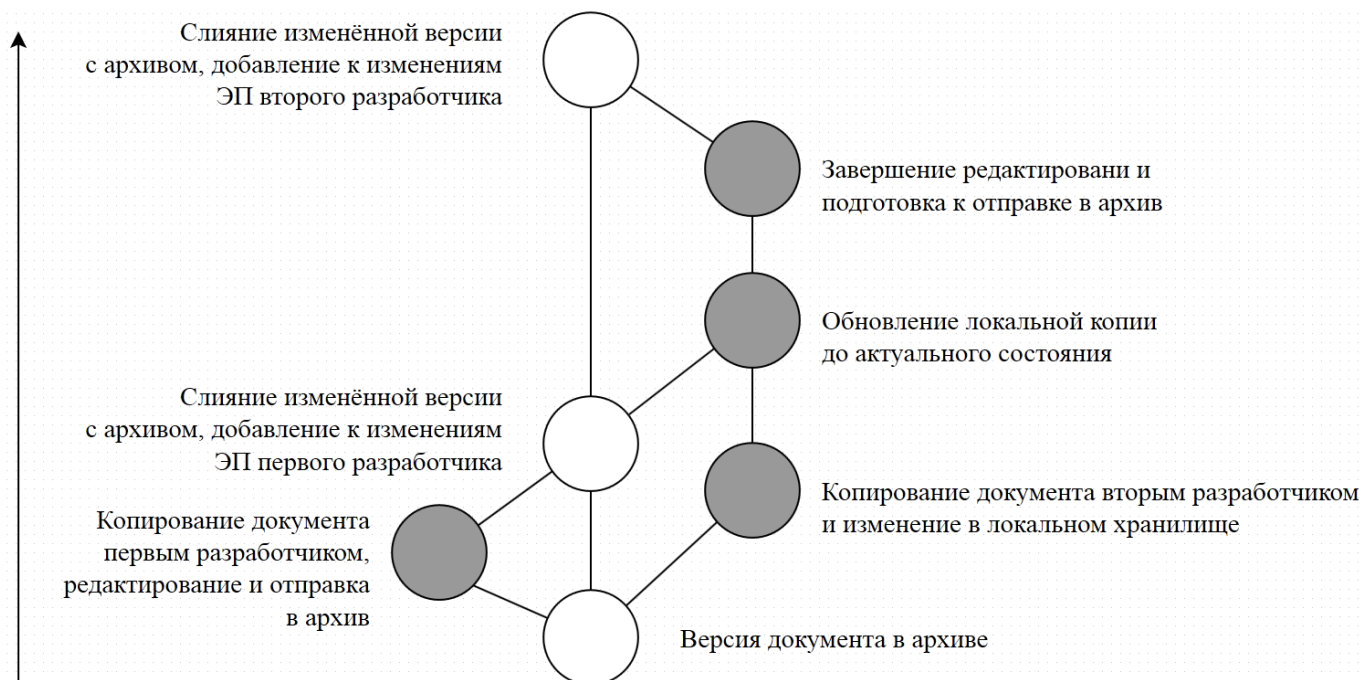 Слияние изменённой версии
с архивом, добавление к изменениям
ЭП второго разработчика
Завершение редактировани и
подготовка к отправке в архив
Обновление локальной копии
до актуального состояния
Слияние изменённой версии
с архивом, добавление к изменениям
ЭП первого разработчика
Копирование документа вторым разработчиком
и изменение в локальном хранилище
Копирование документа
первым разработчиком,
редактирование и отправка
в архив
Версия документа в архиве